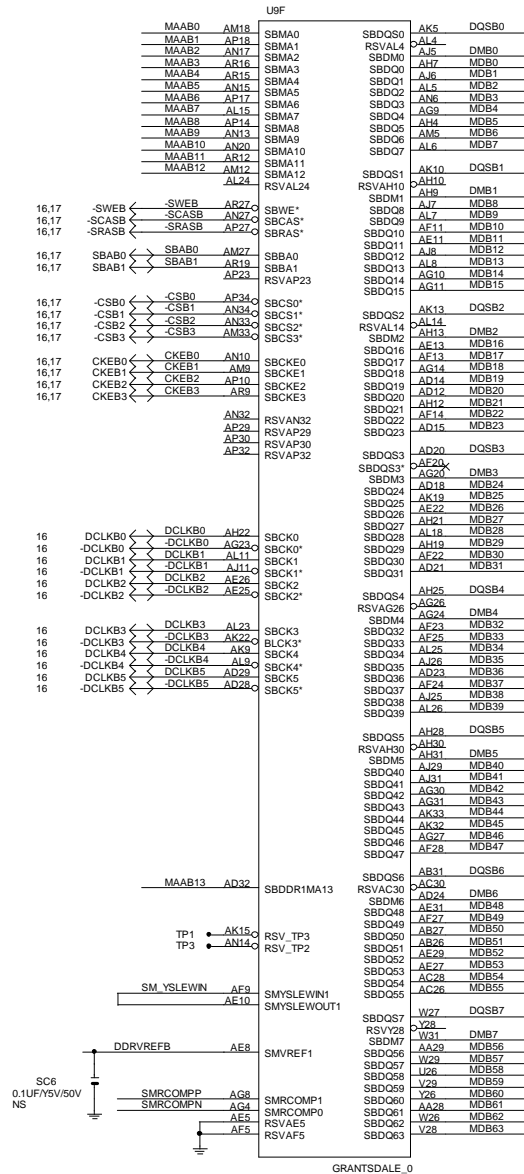 U9F
MAAB0 AM18 SBMA0
MAAB1 AP18 SBMA1
MAAB2 AN17 SBMA2
MAAB3 AR16 SBMA3
MAAB4 AR15 SBMA4
MAAB5 AN15 SBMA5
MAAB6 AP17 SBMA6
MAAB7 AL15 SBMA7
MAAB8 AP14 SBMA8
MAAB9 AN13 SBMA9
MAAB10 AN20 SBMA10
MAAB11 AR12 SBMA11
MAAB12 AM12 SBMA12
AL24 RSVAL24
16,17 -SWEB -SWEB AR27 SBWE*
16,17 -SCASB -SCASB AN27 SBCAS*
16,17 -SRASB -SRASB AP27 SBRAS*
16,17 SBAB0 SBAB0 AM27 SBBA0
16,17 SBAB1 SBAB1 AR19 SBBA1
AP23 RSVAP23
16,17 -CSB0 -CSB0 AP34 SBCS0*
16,17 -CSB1 -CSB1 AN34 SBCS1*
16,17 -CSB2 -CSB2 AN33 SBCS2*
16,17 -CSB3 -CSB3 AM33 SBCS3*
16,17 CKEB0 CKEB0 AN10 SBCKE0
16,17 CKEB1 CKEB1 AM9 SBCKE1
16,17 CKEB2 CKEB2 AP10 SBCKE2
16,17 CKEB3 CKEB3 AR9 SBCKE3
AN32 RSVAN32
AP29 RSVAP29
AP30 RSVAP30
AP32 RSVAP32
16 DCLKB0 DCLKB0 AH22 SBCK0
16 -DCLKB0 -DCLKB0 AG23 SBCK0*
16 DCLKB1 DCLKB1 AL11 SBCK1
16 -DCLKB1 -DCLKB1 AJ11 SBCK1*
16 DCLKB2 DCLKB2 AE26 SBCK2
16 -DCLKB2 -DCLKB2 AE25 SBCK2*
16 DCLKB3 DCLKB3 AL23 SBCK3
16 -DCLKB3 -DCLKB3 AK22 BLCK3*
16 DCLKB4 DCLKB4 AK9 SBCK4
16 -DCLKB4 -DCLKB4 AL9 SBCK4*
16 DCLKB5 DCLKB5 AD29 SBCK5
16 -DCLKB5 -DCLKB5 AD28 SBCK5*
MAAB13 AD32 SBDDR1MA13
TP1 AK15 RSV_TP3
TP3 AN14 RSV_TP2
SM_YSLEWIN AF9 SMYSLEWIN1
AE10 SMYSLEWOUT1
DDRVREFB AE8 SMVREF1
SC6
0.1UF/Y5V/50V
NS
SMRCOMPP AG8 SMRCOMP1
SMRCOMPN AG4 SMRCOMP0
AE5 RSVAE5
AF5 RSVAF5
SBDQS0 AK5 DQSB0
RSVAL4 AL4
SBDM0 AJ5 DMB0
SBDQ0 AH7 MDB0
SBDQ1 AJ6 MDB1
SBDQ2 AL5 MDB2
SBDQ3 AN6 MDB3
SBDQ4 AG9 MDB4
SBDQ5 AH4 MDB5
SBDQ6 AM5 MDB6
SBDQ7 AL6 MDB7
SBDQS1 AK10 DQSB1
RSVAH10 AH10
SBDM1 AH9 DMB1
SBDQ8 AJ7 MDB8
SBDQ9 AL7 MDB9
SBDQ10 AF11 MDB10
SBDQ11 AE11 MDB11
SBDQ12 AJ8 MDB12
SBDQ13 AL8 MDB13
SBDQ14 AG10 MDB14
SBDQ15 AG11 MDB15
SBDQS2 AK13 DQSB2
RSVAL14 AL14
SBDM2 AH13 DMB2
SBDQ16 AE13 MDB16
SBDQ17 AF13 MDB17
SBDQ18 AG14 MDB18
SBDQ19 AD14 MDB19
SBDQ20 AD12 MDB20
SBDQ21 AH12 MDB21
SBDQ22 AF14 MDB22
SBDQ23 AD15 MDB23
SBDQS3 AD20 DQSB3
SBDQS3* AF20
SBDM3 AG20 DMB3
SBDQ24 AD18 MDB24
SBDQ25 AK19 MDB25
SBDQ26 AE22 MDB26
SBDQ27 AH21 MDB27
SBDQ28 AL18 MDB28
SBDQ29 AH19 MDB29
SBDQ30 AF22 MDB30
SBDQ31 AD21 MDB31
SBDQS4 AH25 DQSB4
RSVAG26 AG26
SBDM4 AG24 DMB4
SBDQ32 AF23 MDB32
SBDQ33 AF25 MDB33
SBDQ34 AL25 MDB34
SBDQ35 AJ26 MDB35
SBDQ36 AD23 MDB36
SBDQ37 AF24 MDB37
SBDQ38 AJ25 MDB38
SBDQ39 AL26 MDB39
SBDQS5 AH28 DQSB5
RSVAH30 AH30
SBDM5 AH31 DMB5
SBDQ40 AJ29 MDB40
SBDQ41 AJ31 MDB41
SBDQ42 AG30 MDB42
SBDQ43 AG31 MDB43
SBDQ44 AK33 MDB44
SBDQ45 AK32 MDB45
SBDQ46 AG27 MDB46
SBDQ47 AF28 MDB47
SBDQS6 AB31 DQSB6
RSVAC30 AC30
SBDM6 AD24 DMB6
SBDQ48 AE31 MDB48
SBDQ49 AF27 MDB49
SBDQ50 AB27 MDB50
SBDQ51 AB26 MDB51
SBDQ52 AE29 MDB52
SBDQ53 AE27 MDB53
SBDQ54 AC28 MDB54
SBDQ55 AC26 MDB55
SBDQS7 W27 DQSB7
RSVY28 Y28
SBDM7 W31 DMB7
SBDQ56 AA29 MDB56
SBDQ57 W29 MDB57
SBDQ58 U26 MDB58
SBDQ59 V29 MDB59
SBDQ60 Y26 MDB60
SBDQ61 AA28 MDB61
SBDQ62 W26 MDB62
SBDQ63 V28 MDB63
GRANTSDALE_0